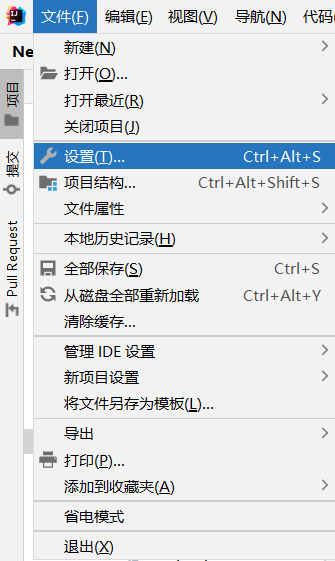 文件(F) 编辑(E) 视图(V) 导航(N) 代码
Ne
项目
提交
Pull Request
新建(N)
打开(O)...
打开最近(R)
关闭项目(J)
设置(T)... Ctrl+Alt+S
项目结构... Ctrl+Alt+Shift+S
文件属性
本地历史记录(H)
全部保存(S) Ctrl+S
从磁盘全部重新加载 Ctrl+Alt+Y
清除缓存...
管理 IDE 设置
新项目设置
将文件另存为模板(L)...
导出
打印(P)...
添加到收藏夹(A)
省电模式
退出(X)